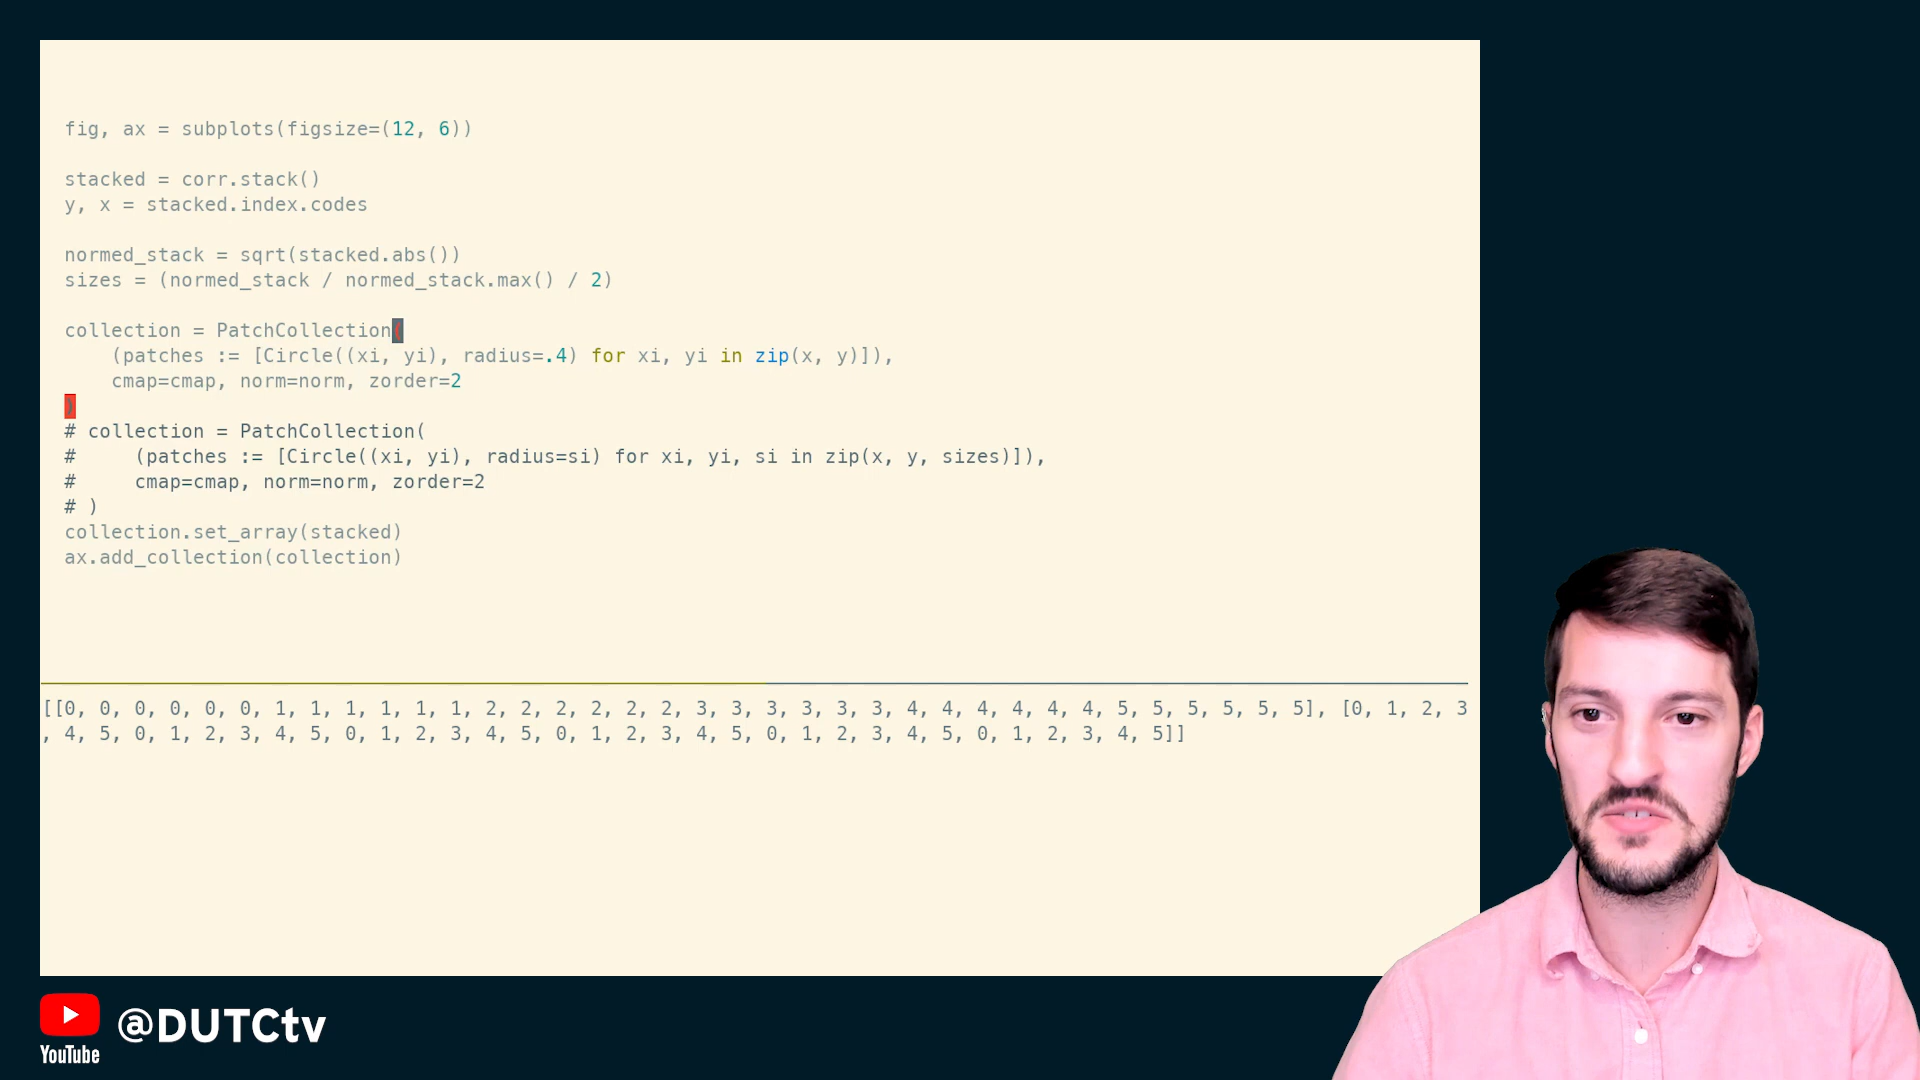 fig, ax = subplots(figsize=(12, 6))
stacked = corr.stack()
y, x = stacked.index.codes
normed_stack = sqrt(stacked.abs())
sizes = (normed_stack / normed_stack.max() / 2)
collection = PatchCollection(
    (patches := [Circle((xi, yi), radius=.4) for xi, yi in zip(x, y)]),
    cmap=cmap, norm=norm, zorder=2
)
# collection = PatchCollection(
#     (patches := [Circle((xi, yi), radius=si) for xi, yi, si in zip(x, y, sizes)]),
#     cmap=cmap, norm=norm, zorder=2
# )
collection.set_array(stacked)
ax.add_collection(collection)
[[0, 0, 0, 0, 0, 0, 1, 1, 1, 1, 1, 1, 2, 2, 2, 2, 2, 2, 3, 3, 3, 3, 3, 3, 4, 4, 4, 4, 4, 4, 5, 5, 5, 5, 5, 5], [0, 1, 2, 3
, 4, 5, 0, 1, 2, 3, 4, 5, 0, 1, 2, 3, 4, 5, 0, 1, 2, 3, 4, 5, 0, 1, 2, 3, 4, 5, 0, 1, 2, 3, 4, 5]]
@DUTCtv
YouTube